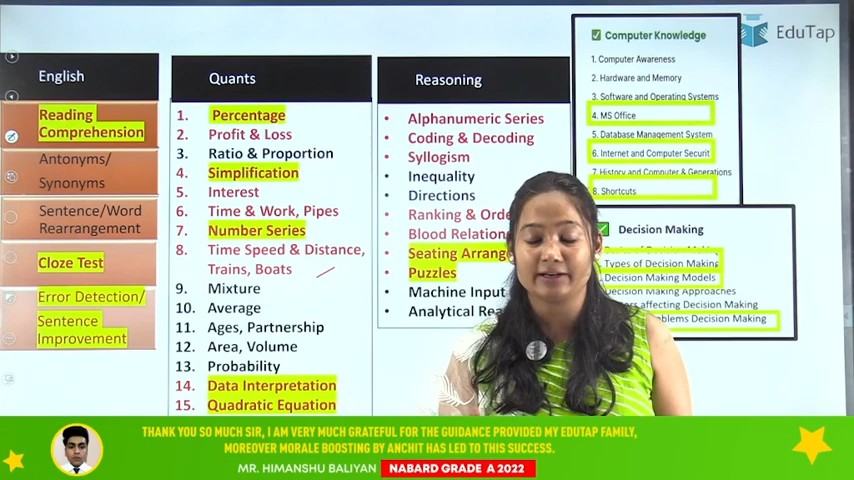 English
Reading
Comprehension
Antonyms/
Synonyms
Sentence/Word
Rearrangement
Cloze Test
Error Detection/
Sentence
Improvement
Quants
1. Percentage
2. Profit & Loss
3. Ratio & Proportion
4. Simplification
5. Interest
6. Time & Work, Pipes
7. Number Series
8. Time Speed & Distance,
Trains, Boats
9. Mixture
10. Average
11. Ages, Partnership
12. Area, Volume
13. Probability
14. Data Interpretation
15. Quadratic Equation
Reasoning
• Alphanumeric Series
• Coding & Decoding
• Syllogism
• Inequality
• Directions
• Ranking &
• Blood
• Seating
• Puzzles
• Machine Input
• Analytical
Computer Knowledge
1. Computer Awareness
2. Hardware and Memory
3. Software and Operating Systems
4. MS Office
5. Database Management System
6. Internet and Computer Securit
7. History and Computer & Generations
8. Shortcuts
EduTap
Decision Making
Types of Decision Making
Decision Making Models
Decision Making Approaches
affecting Decision Making
Decision Making
THANK YOU SO MUCH SIR, I AM VERY MUCH GRATEFUL FOR THE GUIDANCE PROVIDED MY EDUTAP FAMILY,
MOREOVER MORALE BOOSTING BY ANCHIT HAS LED TO THIS SUCCESS.
MR. HIMANSHU BALIYAN NABARD GRADE A 2022